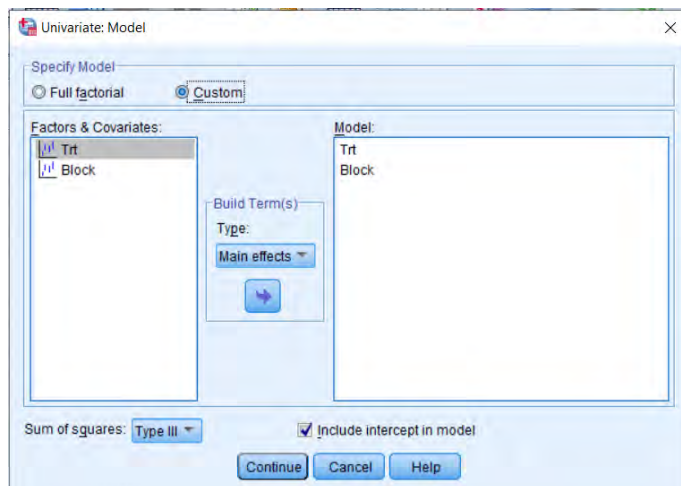 Univariate: Model
Specify Model
Full factorial Custom
Factors & Covariates:
Trt
Block
Build Term(s)
Type:
Main effects
Model:
Trt
Block
Sum of squares: Type III Include intercept in model
Continue Cancel Help